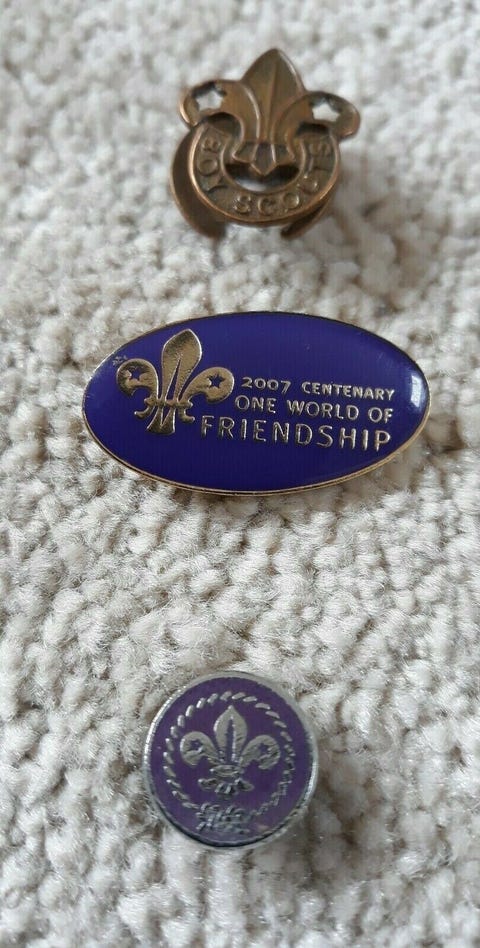 BOY SCOUTS
2007 CENTENARY
ONE WORLD OF
FRIENDSHIP